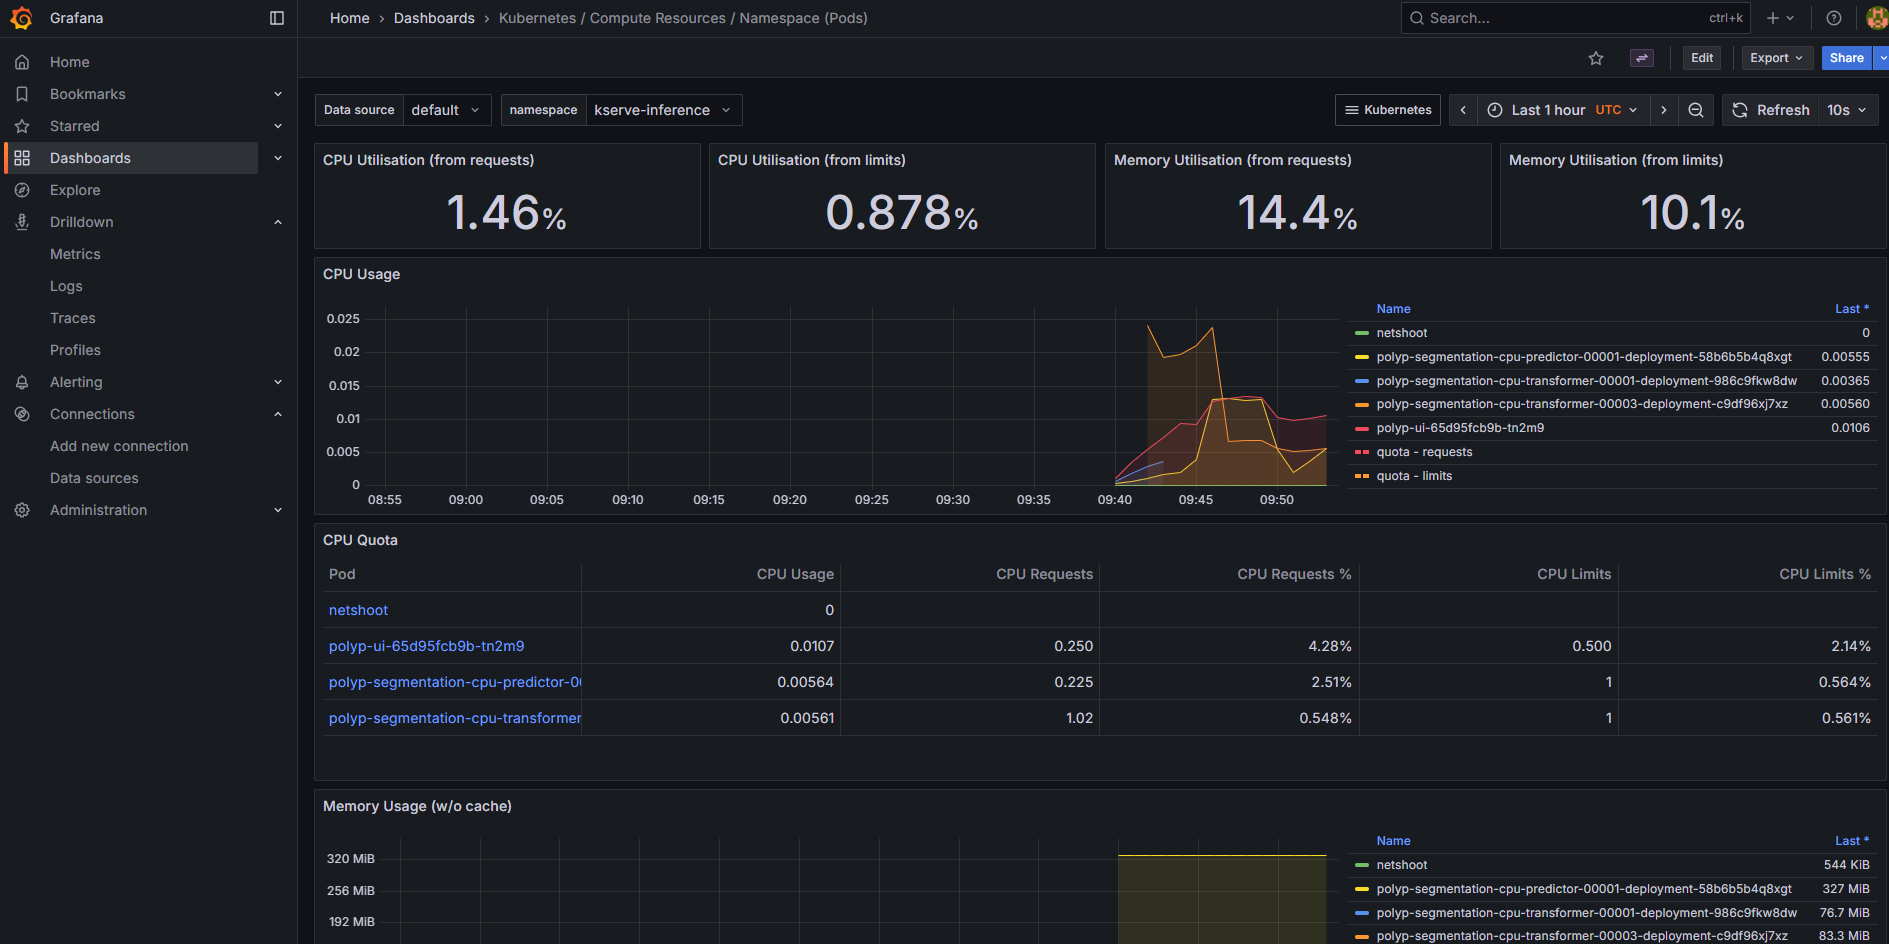 Grafana
Home › Dashboards › Kubernetes / Compute Resources / Namespace (Pods)
Search... ctrl+k
Edit Export Share
Home
Bookmarks
Starred
Dashboards
Explore
Drilldown
Metrics
Logs
Traces
Profiles
Alerting
Connections
Add new connection
Data sources
Administration
Data source default namespace kserve-inference
Kubernetes Last 1 hour UTC Refresh 10s
CPU Utilisation (from requests)
1.46%
CPU Utilisation (from limits)
0.878%
Memory Utilisation (from requests)
14.4%
Memory Utilisation (from limits)
10.1%
CPU Usage
0.025
0.02
0.015
0.01
0.005
0
08:55 09:00 09:05 09:10 09:15 09:20 09:25 09:30 09:35 09:40 09:45 09:50
Name Last *
netshoot 0
polyp-segmentation-cpu-predictor-00001-deployment-58b6b5b4q8xgt 0.00555
polyp-segmentation-cpu-transformer-00001-deployment-986c9fkw8dw 0.00365
polyp-segmentation-cpu-transformer-00003-deployment-c9df96xj7xz 0.00560
polyp-ui-65d95fcb9b-tn2m9 0.0106
quota - requests
quota - limits
CPU Quota
Pod CPU Usage CPU Requests CPU Requests % CPU Limits CPU Limits %
netshoot 0
polyp-ui-65d95fcb9b-tn2m9 0.0107 0.250 4.28% 0.500 2.14%
polyp-segmentation-cpu-predictor-00 0.00564 0.225 2.51% 1 0.564%
polyp-segmentation-cpu-transformer 0.00561 1.02 0.548% 1 0.561%
Memory Usage (w/o cache)
320 MiB
256 MiB
192 MiB
Name Last *
netshoot 544 KiB
polyp-segmentation-cpu-predictor-00001-deployment-58b6b5b4q8xgt 327 MiB
polyp-segmentation-cpu-transformer-00001-deployment-986c9fkw8dw 76.7 MiB
polyp-segmentation-cpu-transformer-00003-deployment-c9df96xj7xz 83.3 MiB